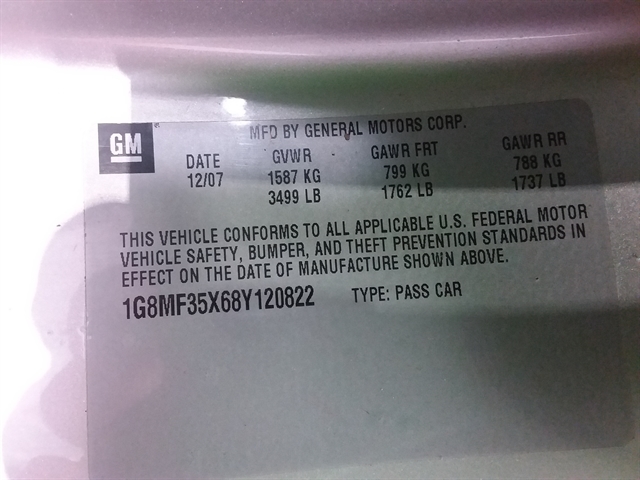 GM
MFD BY GENERAL MOTORS CORP.
DATE GVWR GAWR FRT GAWR RR
12/07 1587 KG 799 KG 788 KG
3499 LB 1762 LB 1737 LB
THIS VEHICLE CONFORMS TO ALL APPLICABLE U.S. FEDERAL MOTOR
VEHICLE SAFETY, BUMPER, AND THEFT PREVENTION STANDARDS IN
EFFECT ON THE DATE OF MANUFACTURE SHOWN ABOVE.
1G8MF35X68Y120822 TYPE: PASS CAR